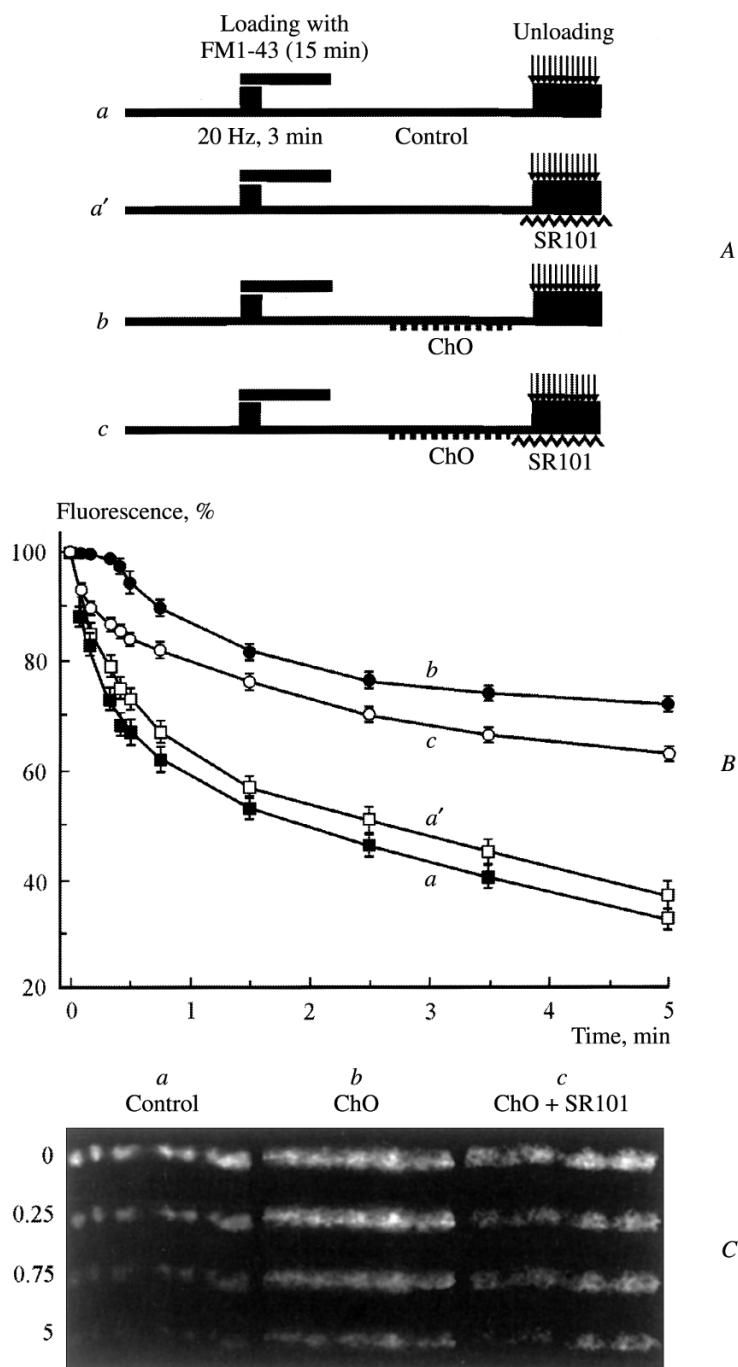 Loading with
FM1-43 (15 min)
Unloading
a
20 Hz, 3 min Control
a′
SR101
A
b
ChO
c
ChO
SR101
Fluorescence, %
100
80
60
40
20
b
c
a′
a
B
0 1 2 3 4 5
Time, min
a b c
Control ChO ChO + SR101
0
0.25
0.75
5
C